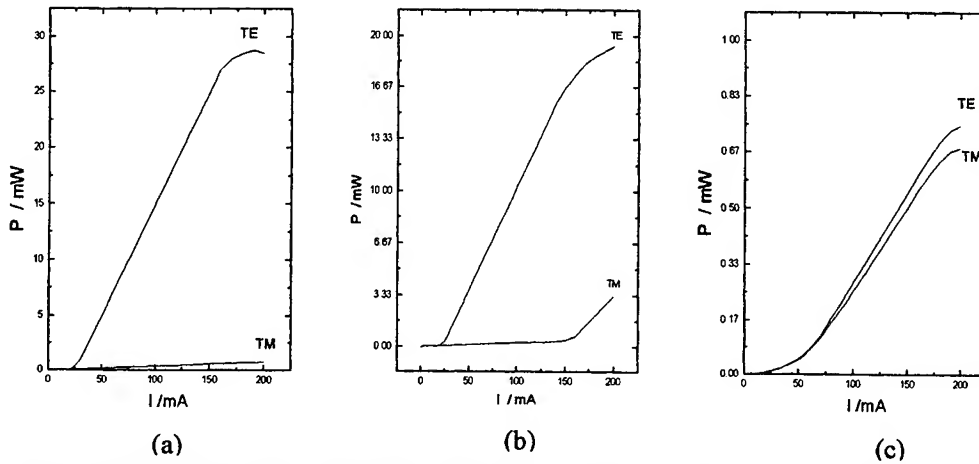 30
25
20
15
10
5
0
0 50 100 150 200
P / mW
I /mA
TE
TM
(a)
20 00
16.67
13 33
10 00
6.67
3.33
0 00
0 50 100 150 200
P / mW
I /mA
TE
TM
(b)
1 00
0.83
0.67
0.50
0.33
0.17
0.00
0 50 100 150 200
P / mW
I /mA
TE
TM
(c)